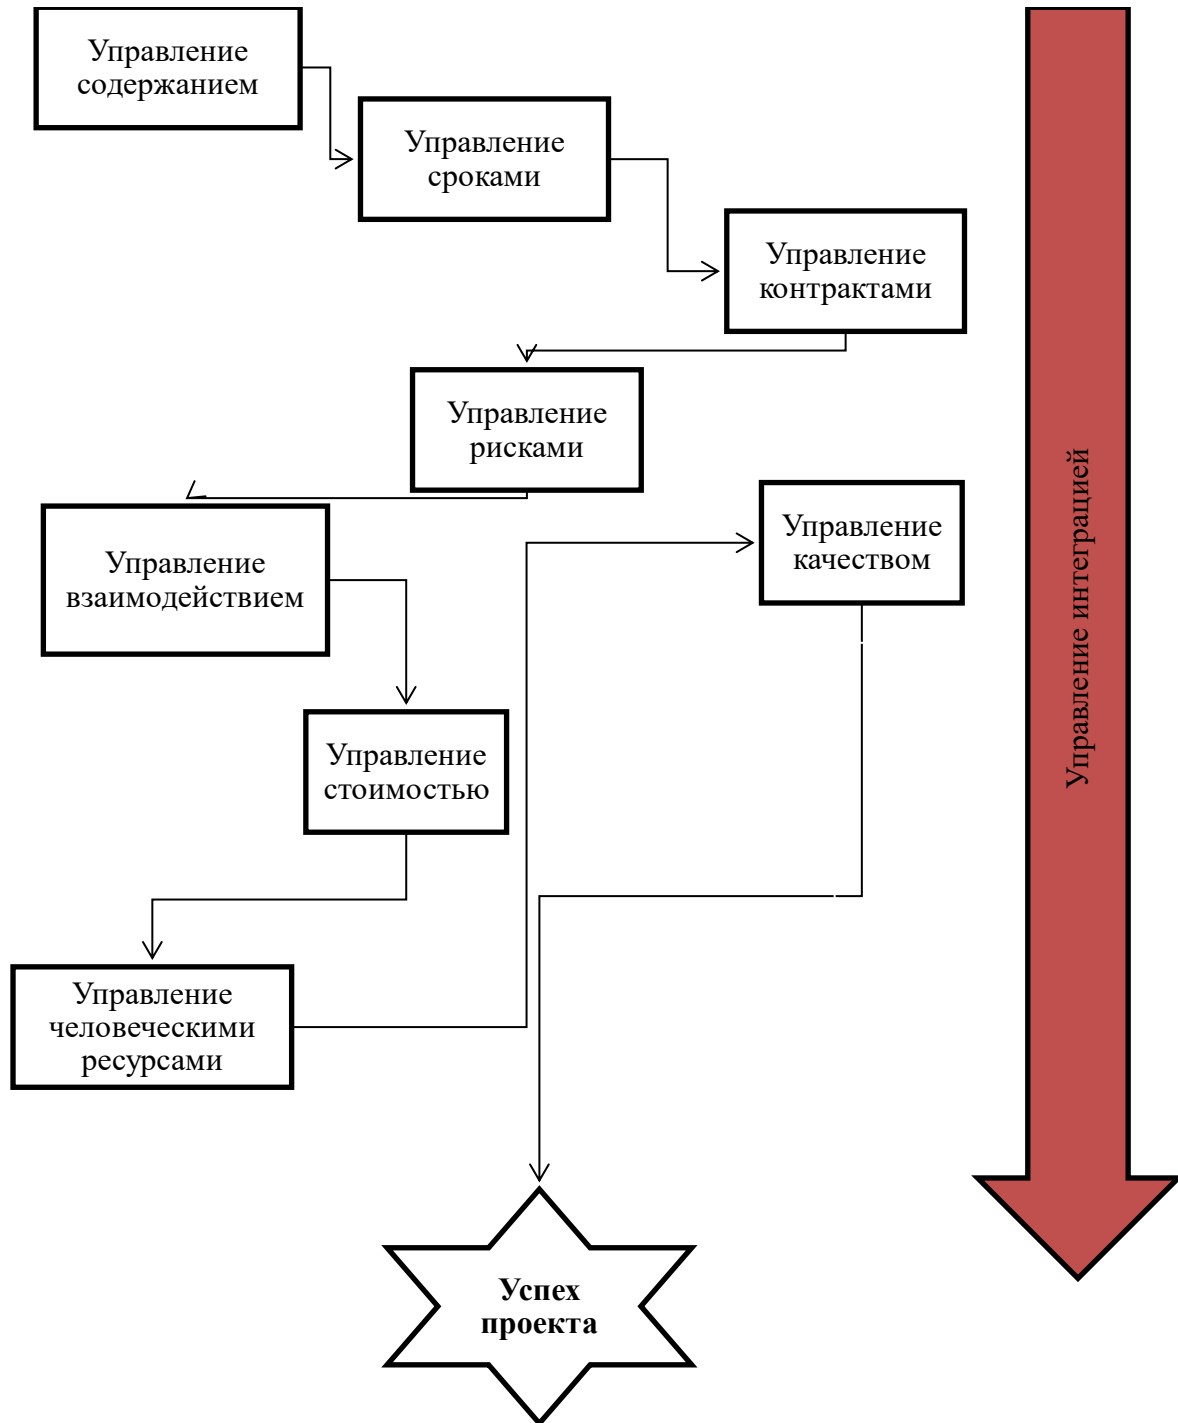 Управление
содержанием
Управление
сроками
Управление
контрактами
Управление
рисками
Управление
качеством
Управление
взаимодействием
Управление
стоимостью
Управление
человеческими
ресурсами
Успех
проекта
Управление интеграцией